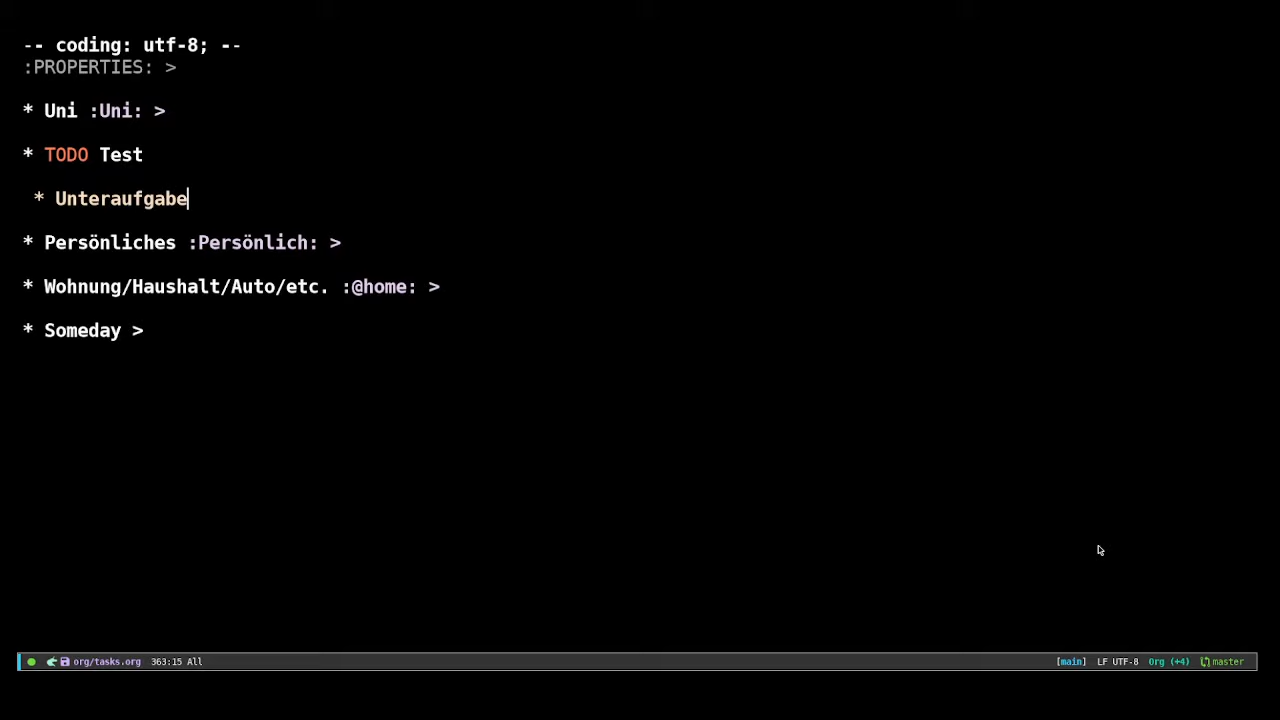 -- coding: utf-8; --
:PROPERTIES: >
* Uni :Uni: >
* TODO Test
* Unteraufgabe
* Persönliches :Persönlich: >
* Wohnung/Haushalt/Auto/etc. :@home: >
* Someday >
org/tasks.org 363:15 All [main] LF UTF-8 Org (+4) master